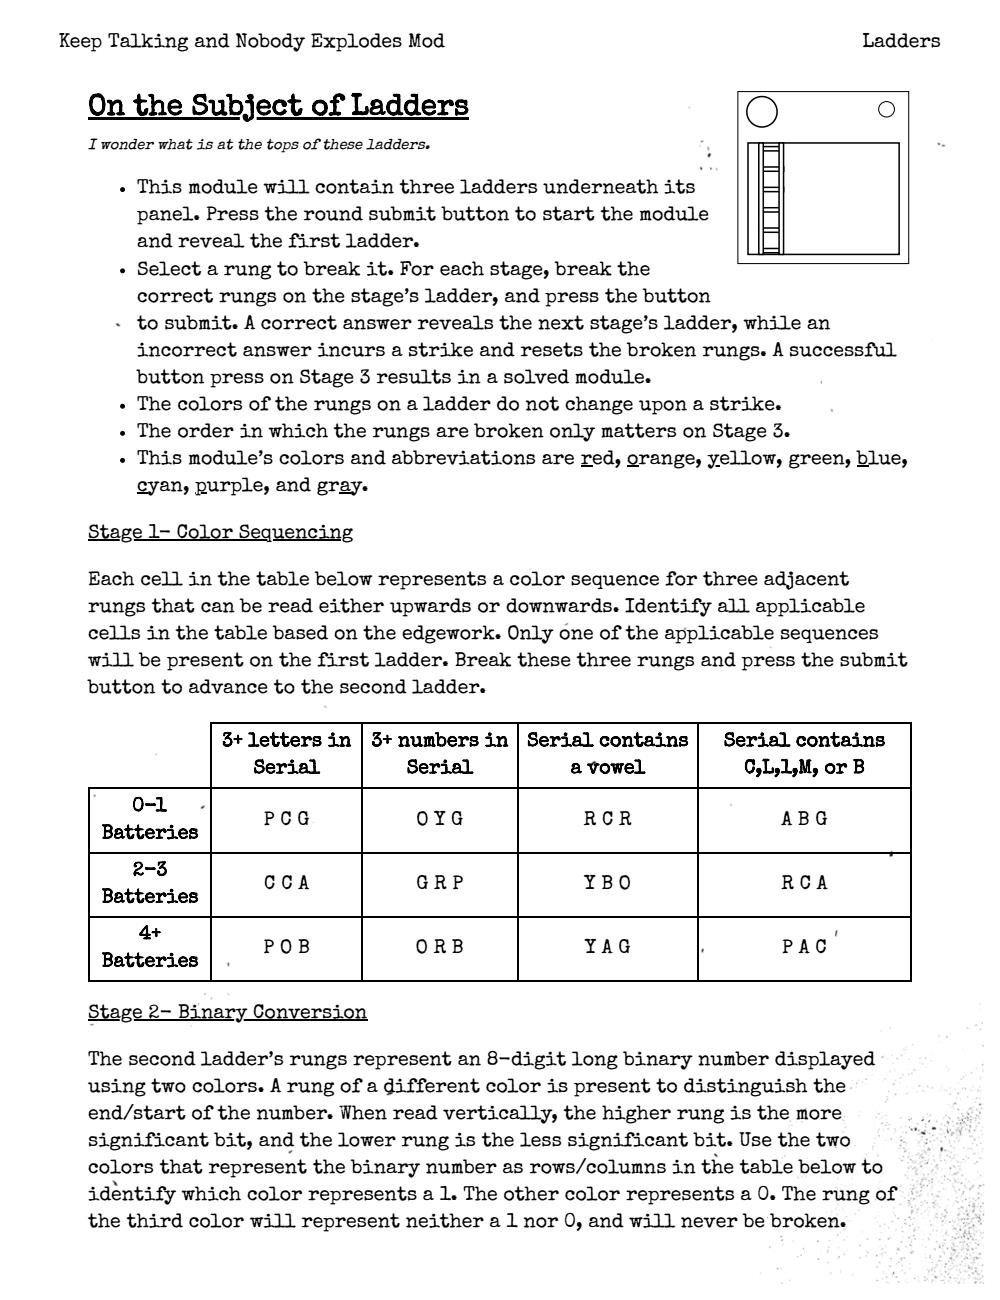 Keep Talking and Nobody Explodes Mod Ladders
On the Subject of Ladders
I wonder what is at the tops of these ladders.
• This module will contain three ladders underneath its
panel. Press the round submit button to start the module
and reveal the first ladder.
• Select a rung to break it. For each stage, break the
correct rungs on the stage’s ladder, and press the button
to submit. A correct answer reveals the next stage’s ladder, while an
incorrect answer incurs a strike and resets the broken rungs. A successful
button press on Stage 3 results in a solved module.
• The colors of the rungs on a ladder do not change upon a strike.
• The order in which the rungs are broken only matters on Stage 3.
• This module’s colors and abbreviations are red, orange, yellow, green, blue,
cyan, purple, and gray.
Stage 1- Color Sequencing
Each cell in the table below represents a color sequence for three adjacent
rungs that can be read either upwards or downwards. Identify all applicable
cells in the table based on the edgework. Only one of the applicable sequences
will be present on the first ladder. Break these three rungs and press the submit
button to advance to the second ladder.
3+ letters in 3+ numbers in Serial contains Serial contains
Serial Serial a vowel C,L,1,M, or B
0-1
Batteries P C G O Y G R C R A B G
2-3
Batteries C C A G R P Y B O R C A
4+
Batteries P O B O R B Y A G P A C
Stage 2- Binary Conversion
The second ladder’s rungs represent an 8-digit long binary number displayed
using two colors. A rung of a different color is present to distinguish the
end/start of the number. When read vertically, the higher rung is the more
significant bit, and the lower rung is the less significant bit. Use the two
colors that represent the binary number as rows/columns in the table below to
identify which color represents a 1. The other color represents a 0. The rung of
the third color will represent neither a 1 nor 0, and will never be broken.